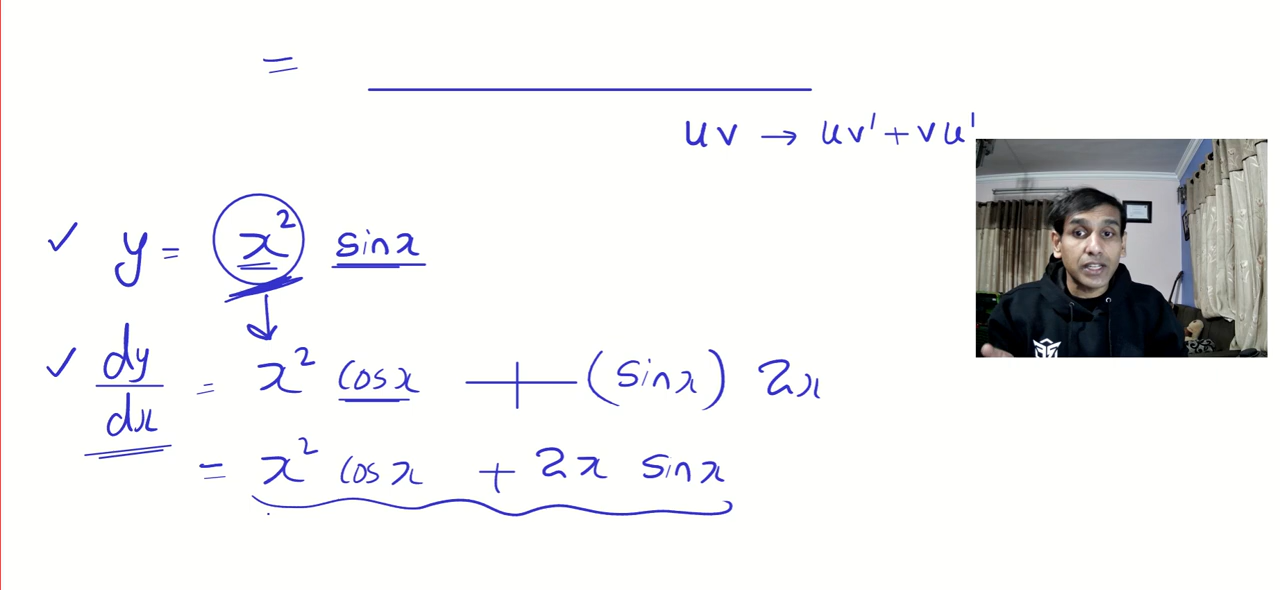 =
uv → uv' + vu'
✓ y = x² sinx
✓ dy/dx = x² cosx + (sinx) 2x
= x² cosx + 2x sinx